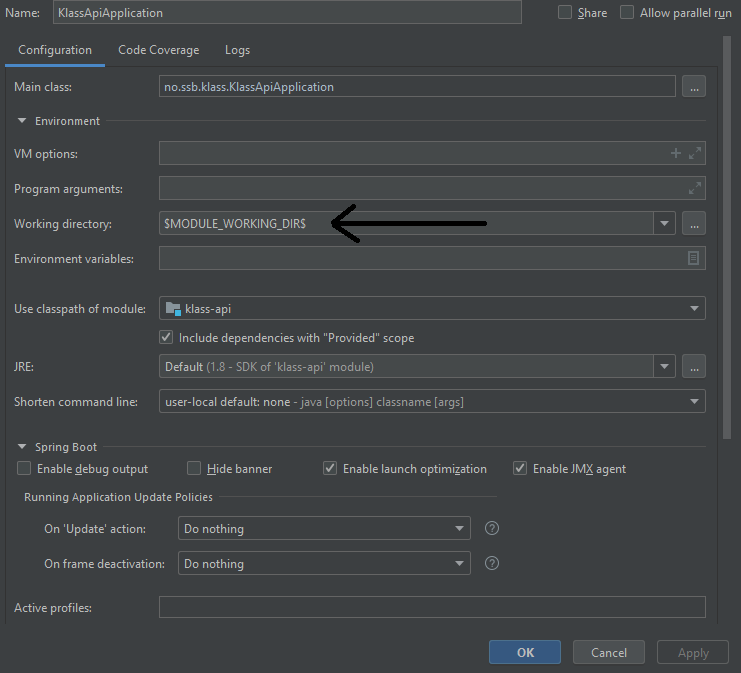 Name: KlassApiApplication Share Allow parallel run
Configuration Code Coverage Logs
Main class: no.ssb.klass.KlassApiApplication ...
Environment
VM options:
Program arguments:
Working directory: $MODULE_WORKING_DIR$ ...
Environment variables:
Use classpath of module: klass-api
Include dependencies with "Provided" scope
JRE: Default (1.8 - SDK of 'klass-api' module) ...
Shorten command line: user-local default: none - java [options] classname [args]
Spring Boot
Enable debug output Hide banner Enable launch optimization Enable JMX agent
Running Application Update Policies
On 'Update' action: Do nothing ?
On frame deactivation: Do nothing ?
Active profiles:
OK Cancel Apply